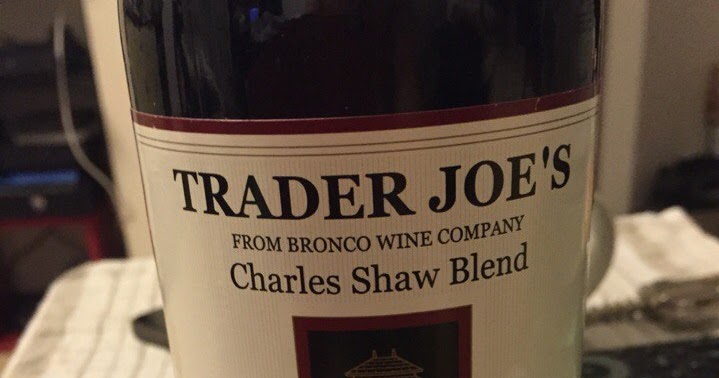 TRADER JOE'S
FROM BRONCO WINE COMPANY
Charles Shaw Blend